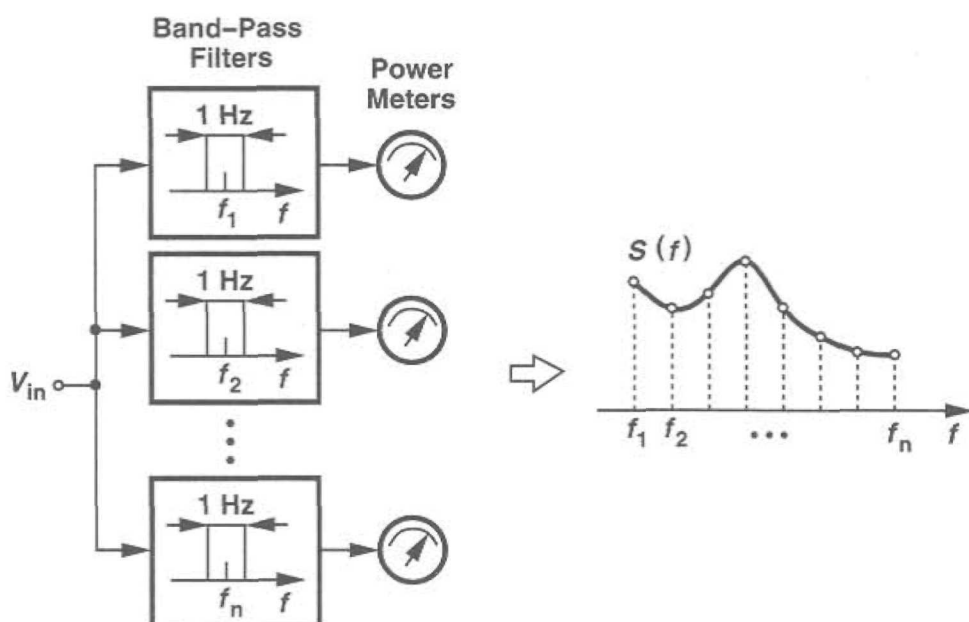 Band–Pass
Filters
Power
Meters
1 Hz
f1 f
1 Hz
f2 f
Vin
1 Hz
fn f
S (f)
f1 f2 ... fn f